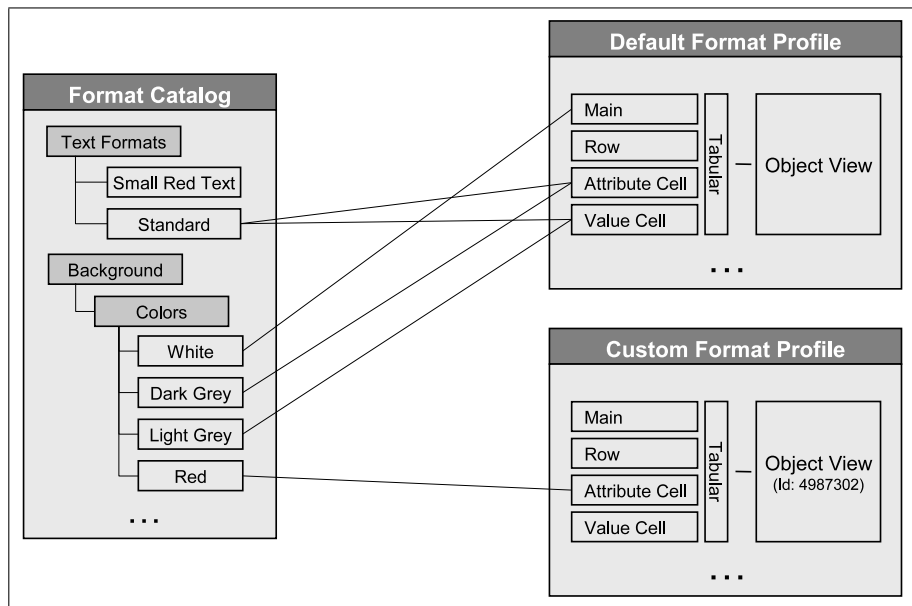 Format Catalog
Text Formats
Small Red Text
Standard
Background
Colors
White
Dark Grey
Light Grey
Red
...
Default Format Profile
Main
Row
Attribute Cell
Value Cell
Tabular
Object View
...
Custom Format Profile
Main
Row
Attribute Cell
Value Cell
Tabular
Object View
(Id: 4987302)
...